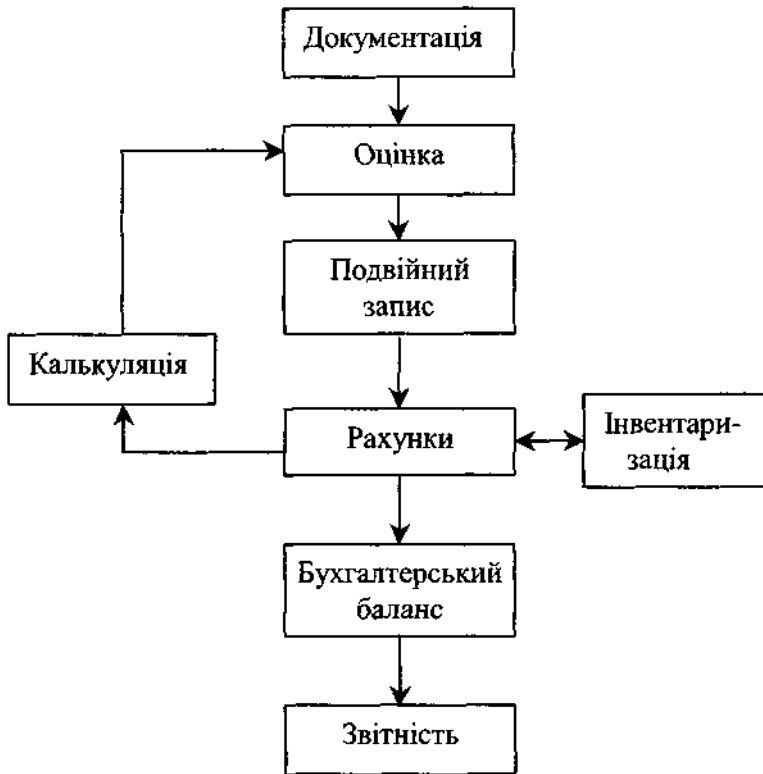 Документація
Оцінка
Подвійний
запис
Калькуляція
Рахунки
Інвентари-
зація
Бухгалтерський
баланс
Звітність